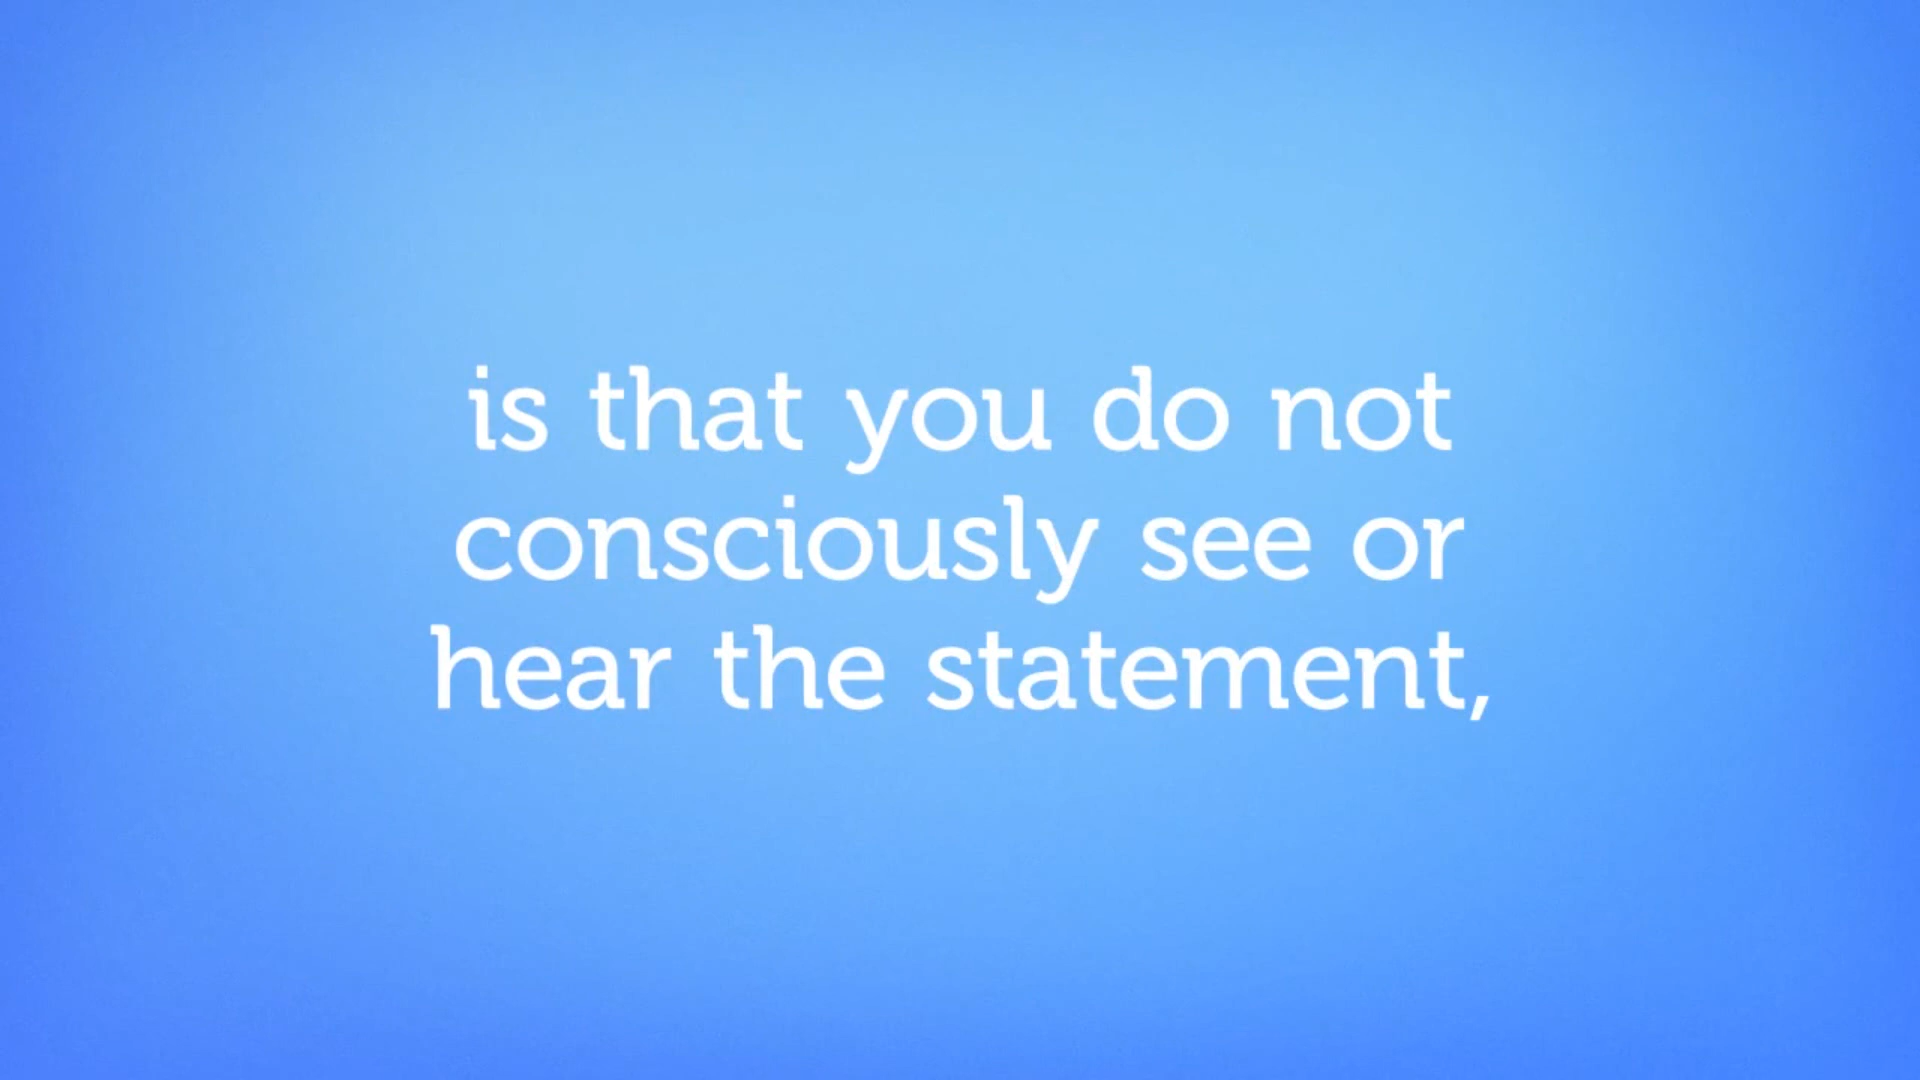 is that you do not
consciously see or
hear the statement,